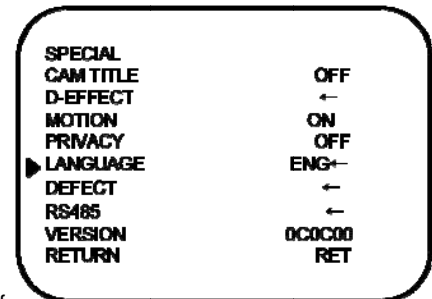 SPECIAL
CAM TITLE OFF
D-EFFECT ←
MOTION ON
PRIVACY OFF
LANGUAGE ENG←
DEFECT ←
RS485 ←
VERSION 0C0C00
RETURN RET